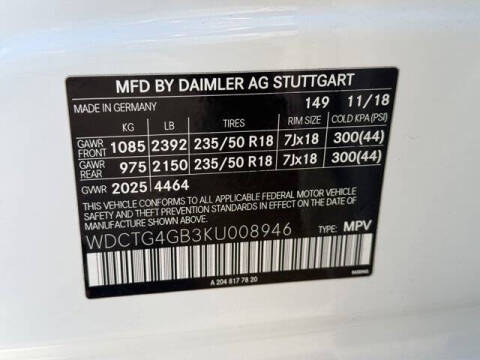 MFD BY DAIMLER AG STUTTGART
MADE IN GERMANY 149 11/18
KG LB TIRES RIM SIZE COLD KPA (PSI)
GAWR FRONT 1085 2392 235/50 R18 7Jx18 300(44)
GAWR REAR 975 2150 235/50 R18 7Jx18 300(44)
GVWR 2025 4464
THIS VEHICLE CONFORMS TO ALL APPLICABLE FEDERAL MOTOR VEHICLE
SAFETY AND THEFT PREVENTION STANDARDS IN EFFECT ON THE DATE OF
MANUFACTURE SHOWN ABOVE.
WDCTG4GB3KU008946 TYPE: MPV
A 204 817 78 20